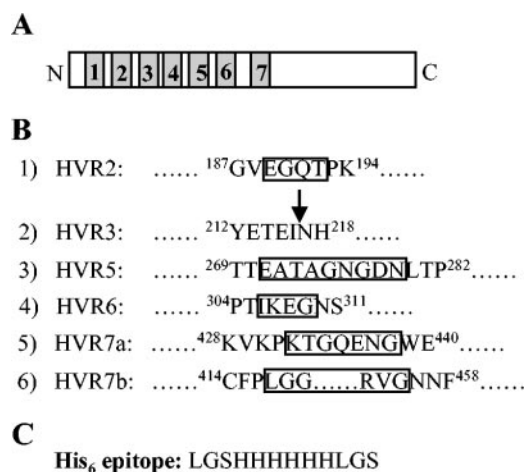 A
N 1 2 3 4 5 6 7 C
B
1) HVR2: ...... ¹⁸⁷GVEGQTPK¹⁹⁴......
2) HVR3: ...... ²¹²YETEINH²¹⁸......
3) HVR5: ...... ²⁶⁹TTEATAGNGDNLTP²⁸²......
4) HVR6: ...... ³⁰⁴PTIKEGNS³¹¹......
5) HVR7a: ......⁴²⁸KVKPKTGQENGWE⁴⁴⁰......
6) HVR7b: ......⁴¹⁴CFPLGG......RVGNNF⁴⁵⁸......
C
His₆ epitope: LGSHHHHHHLGS